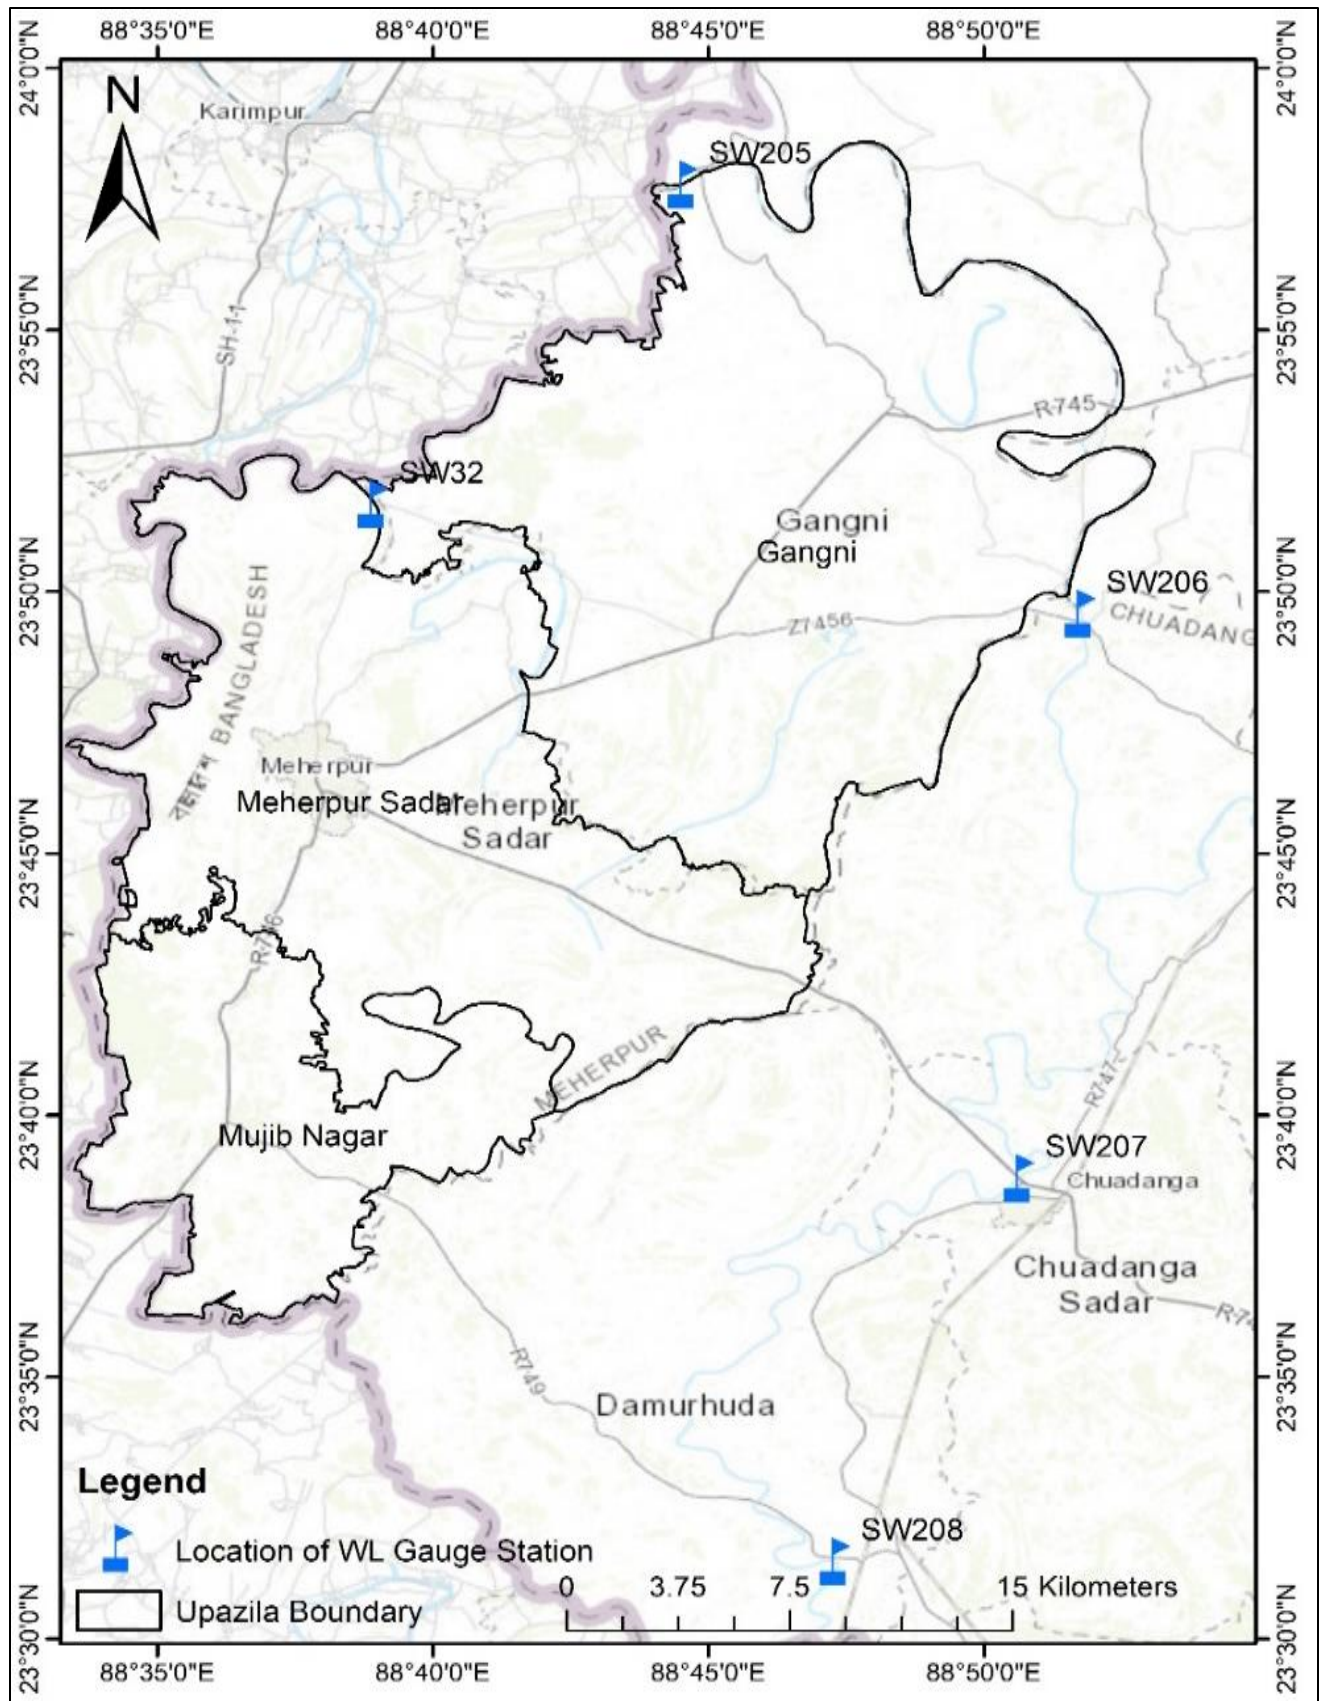 88°35'0"E
88°40'0"E
88°45'0"E
88°50'0"E
24°0'0"N
24°0'0"N
N
Karimpur
SW205
23°55'0"N
23°55'0"N
SH-11
R745
SW32
Gangni
Gangni
23°50'0"N
23°50'0"N
SW206
CHUADANG
Z7456
BANGLADESH
Meherpur
Meherpur Sadar
Meherpur
Sadar
23°45'0"N
23°45'0"N
MEHERPUR
R747
23°40'0"N
23°40'0"N
Mujib Nagar
SW207
Chuadanga
Chuadanga
Sadar
R-74
23°35'0"N
23°35'0"N
R749
Damurhuda
Legend
SW208
Location of WL Gauge Station
0 3.75 7.5 15 Kilometers
Upazila Boundary
23°30'0"N
23°30'0"N
88°35'0"E
88°40'0"E
88°45'0"E
88°50'0"E